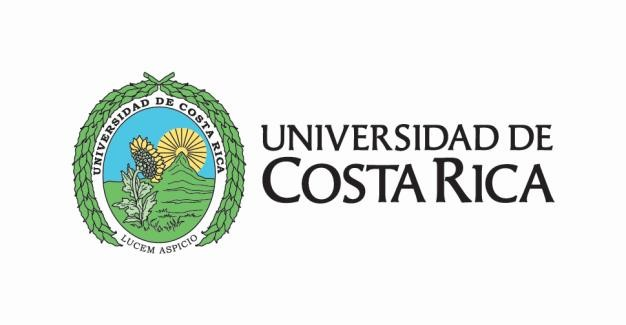 UNIVERSIDAD DE COSTA RICA
LUCEM ASPICIO
UNIVERSIDAD DE
COSTA RICA